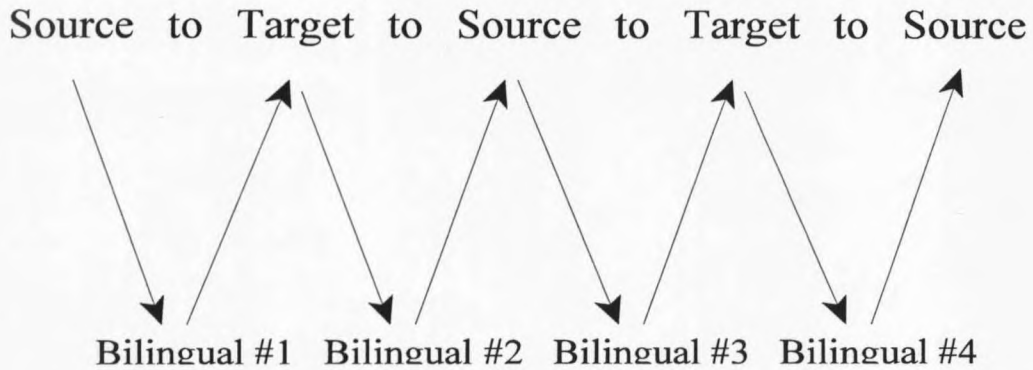 Source to Target to Source to Target to Source
Bilingual #1 Bilingual #2 Bilingual #3 Bilingual #4